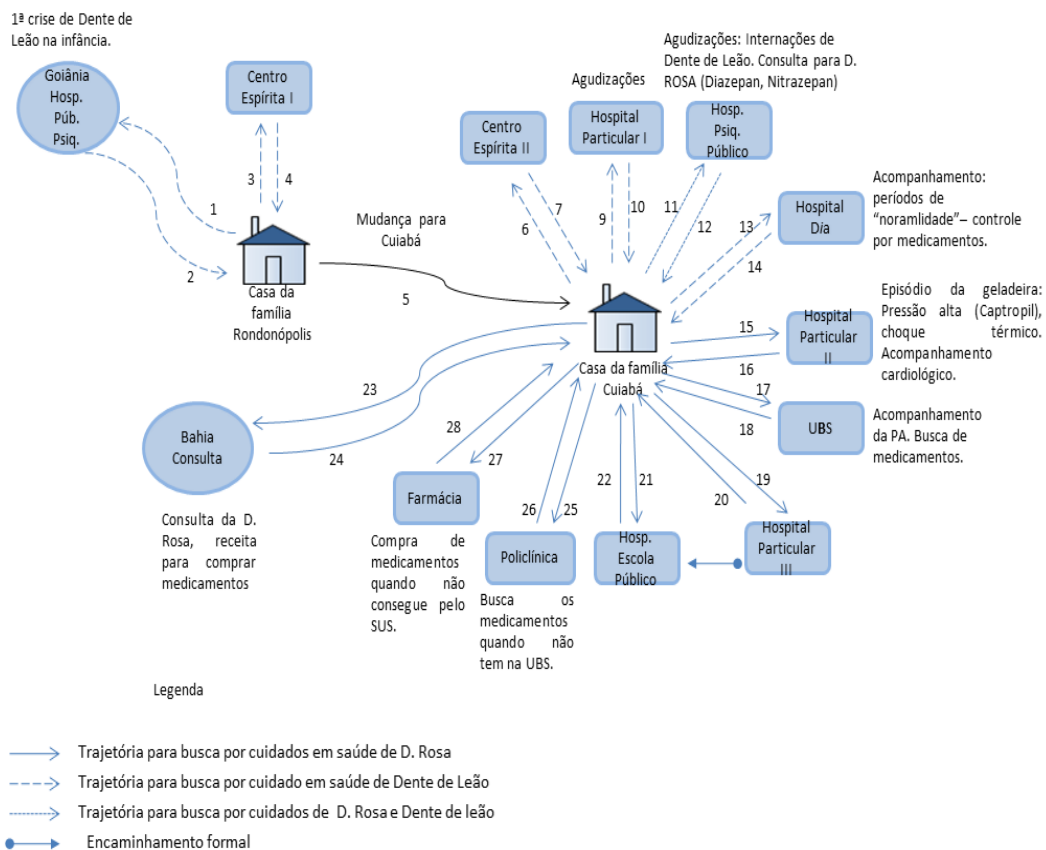 1ª crise de Dente de
Leão na infância.
Goiânia
Hosp.
Púb.
Psiq.
Centro
Espírita I
3
4
1
2
Casa da
família
Rondonópolis
Mudança para
Cuiabá
5
Agudizações
Agudizações: Internações de
Dente de Leão. Consulta para D.
ROSA (Diazepan, Nitrazepan)
Centro
Espírita II
Hospital
Particular I
Hosp.
Psiq.
Público
6
7
9
10
11
12
Hospital
Dia
13
14
Acompanhamento:
períodos de
“noramlidade”– controle
por medicamentos.
Casa da família
Cuiabá
15
16
Hospital
Particular
II
Episódio da geladeira:
Pressão alta (Captropil),
choque térmico.
Acompanhamento
cardiológico.
17
18
UBS
Acompanhamento
da PA. Busca de
medicamentos.
19
20
Hospital
Particular
III
22
21
Hosp.
Escola
Público
26
25
Policlínica
Busca os
medicamentos
quando não
tem na UBS.
28
27
Farmácia
Compra de
medicamentos
quando não
consegue pelo
SUS.
23
24
Bahia
Consulta
Consulta da D.
Rosa, receita
para comprar
medicamentos
Legenda
Trajetória para busca por cuidados em saúde de D. Rosa
Trajetória para busca por cuidado em saúde de Dente de Leão
Trajetória para busca por cuidados de D. Rosa e Dente de leão
Encaminhamento formal